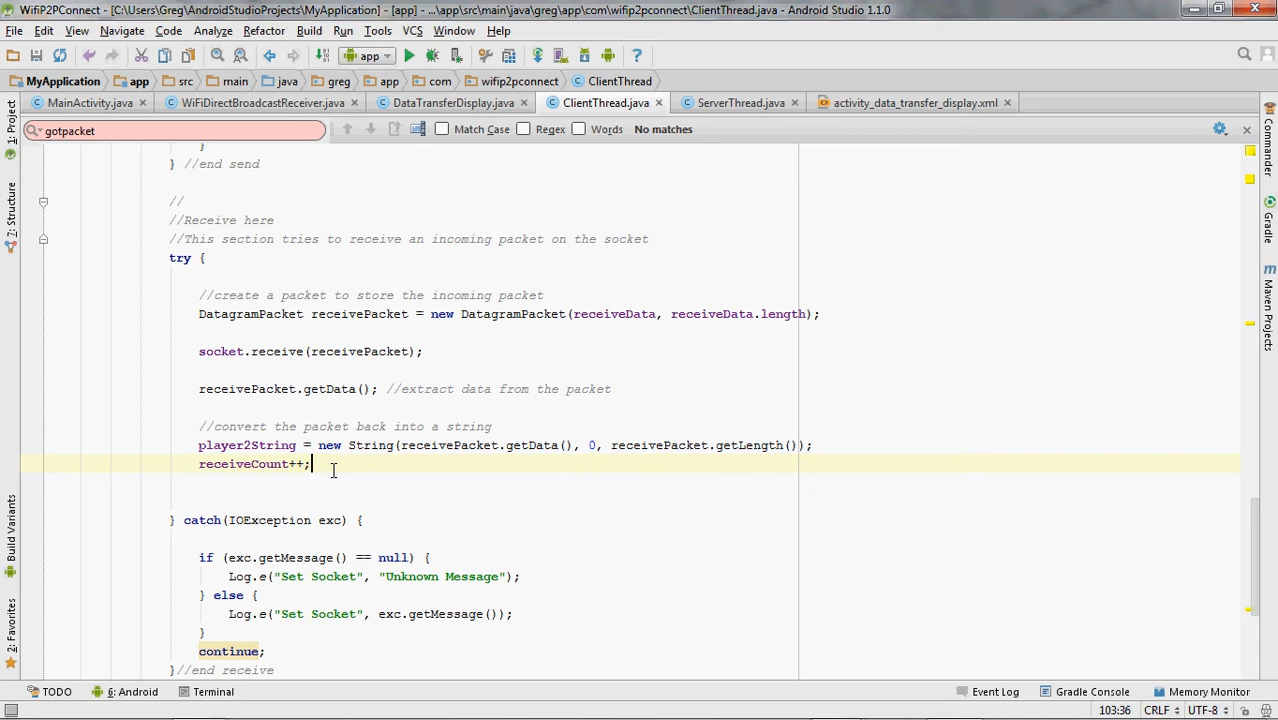 WifiP2PConnect - [C:\Users\Greg\AndroidStudioProjects\MyApplication] - [app] - ...\app\src\main\java\greg\app\com\wifip2pconnect\ClientThread.java - Android Studio 1.1.0
File Edit View Navigate Code Analyze Refactor Build Run Tools VCS Window Help
app
MyApplication app src main java greg app com wifip2pconnect ClientThread
MainActivity.java WiFiDirectBroadcastReceiver.java DataTransferDisplay.java ClientThread.java ServerThread.java activity_data_transfer_display.xml
gotpacket Match Case Regex Words No matches
1: Project
7: Structure
Build Variants
2: Favorites
}
} //end send
//
//Receive here
//This section tries to receive an incoming packet on the socket
try {
//create a packet to store the incoming packet
DatagramPacket receivePacket = new DatagramPacket(receiveData, receiveData.length);
socket.receive(receivePacket);
receivePacket.getData(); //extract data from the packet
//convert the packet back into a string
player2String = new String(receivePacket.getData(), 0, receivePacket.getLength());
receiveCount++;
} catch(IOException exc) {
if (exc.getMessage() == null) {
Log.e("Set Socket", "Unknown Message");
} else {
Log.e("Set Socket", exc.getMessage());
}
continue;
}//end receive
Commander
Gradle
m Maven Projects
TODO 6: Android Terminal Event Log Gradle Console Memory Monitor
103:36 CRLF UTF-8